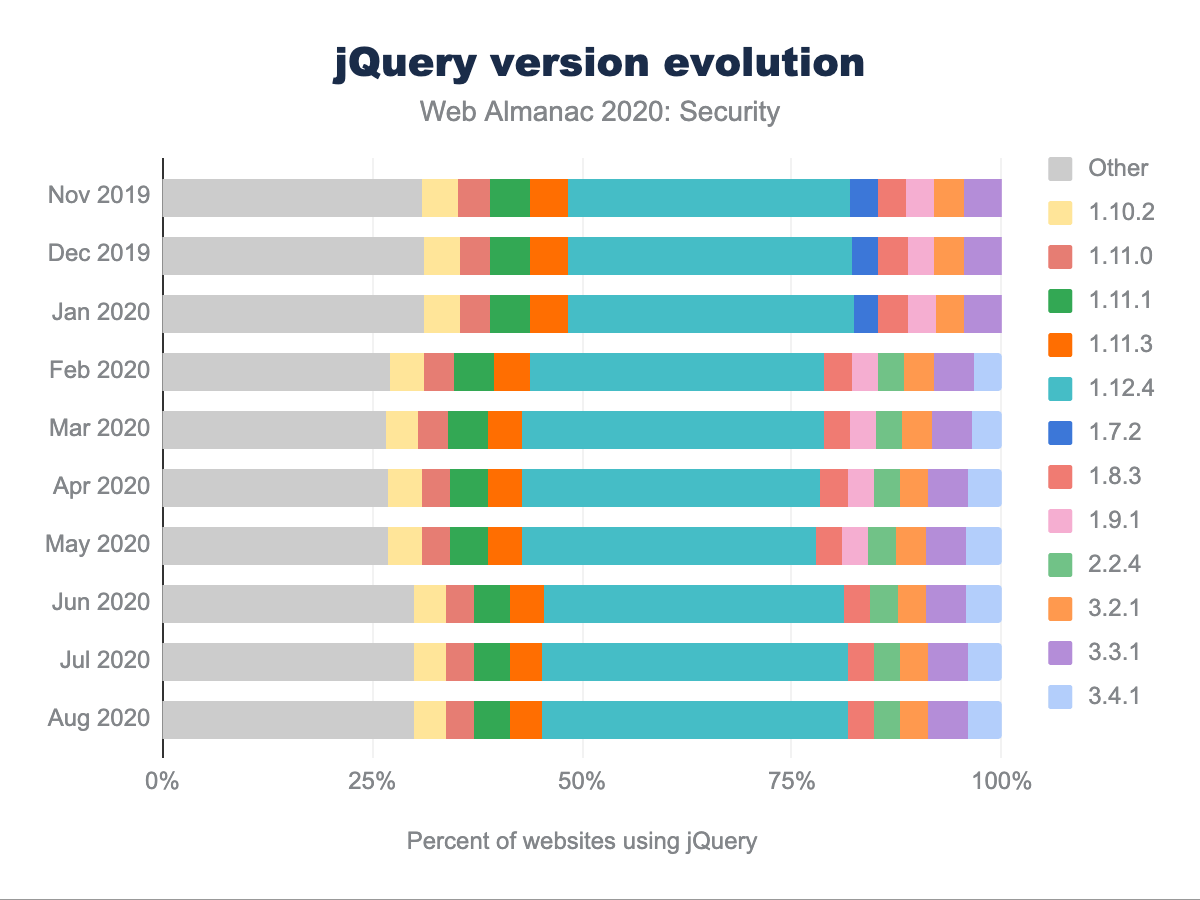 jQuery version evolution
Web Almanac 2020: Security
Nov 2019
Dec 2019
Jan 2020
Feb 2020
Mar 2020
Apr 2020
May 2020
Jun 2020
Jul 2020
Aug 2020
0% 25% 50% 75% 100%
Percent of websites using jQuery
Other
1.10.2
1.11.0
1.11.1
1.11.3
1.12.4
1.7.2
1.8.3
1.9.1
2.2.4
3.2.1
3.3.1
3.4.1